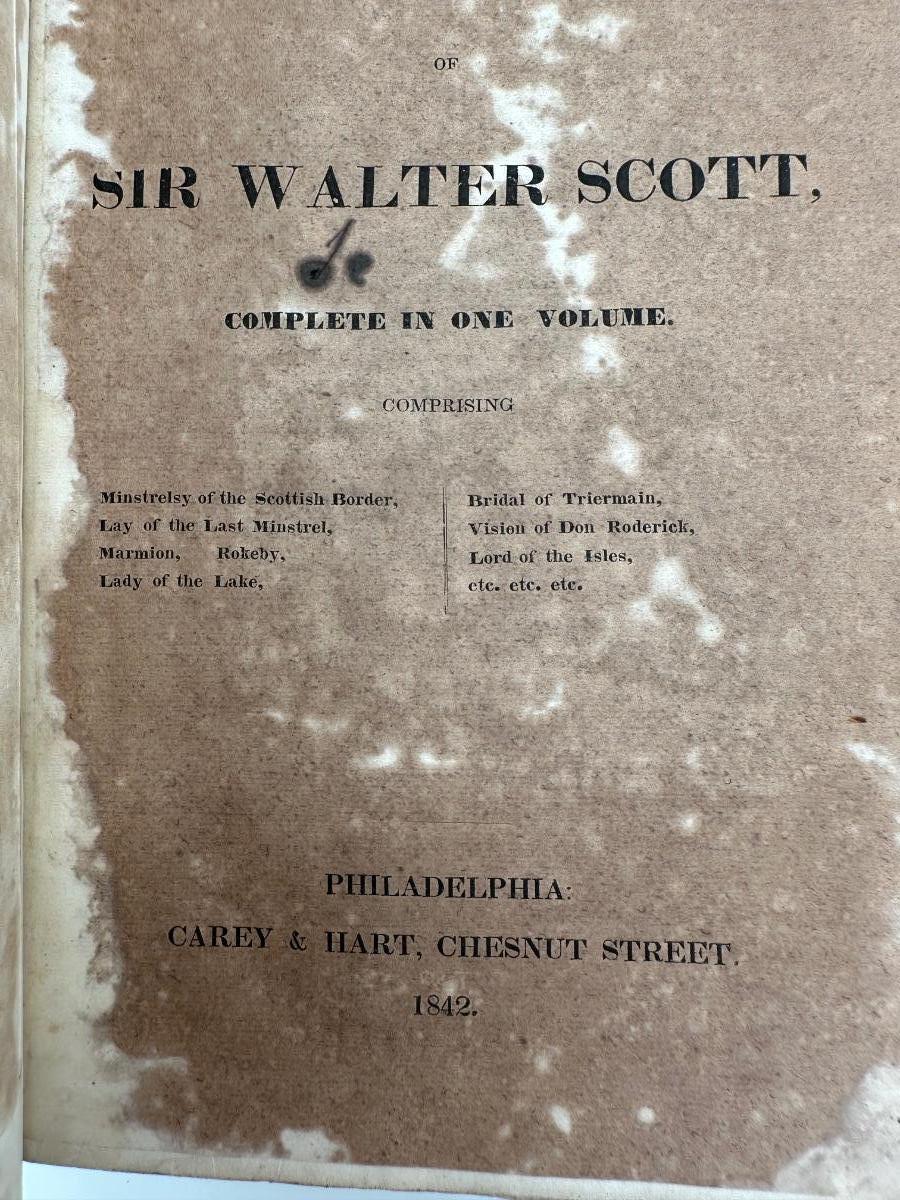 OF
SIR WALTER SCOTT,
COMPLETE IN ONE VOLUME.
COMPRISING
Minstrelsy of the Scottish Border,
Lay of the Last Minstrel,
Marmion, Rokeby,
Lady of the Lake,
Bridal of Triermain,
Vision of Don Roderick,
Lord of the Isles,
etc. etc. etc.
PHILADELPHIA:
CAREY & HART, CHESNUT STREET.
1842.